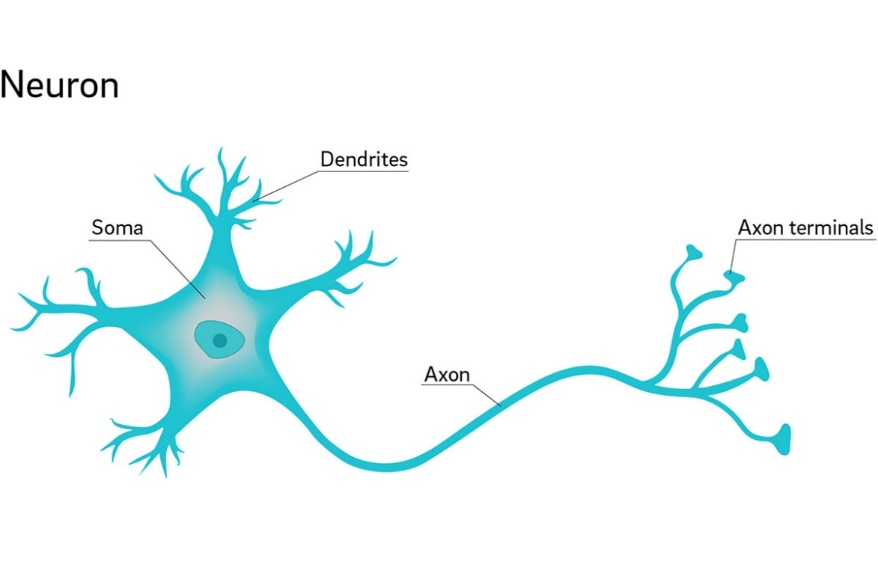 Neuron
Dendrites
Soma
Axon terminals
Axon